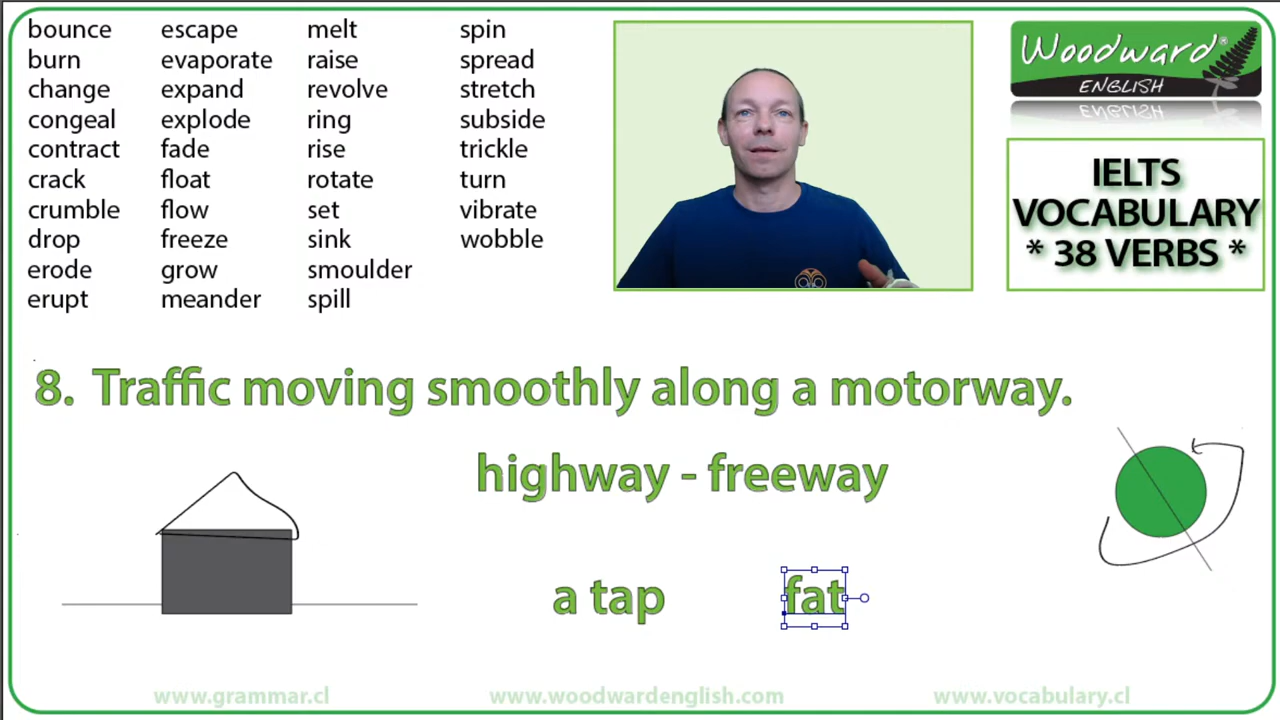 bounce escape melt spin
burn evaporate raise spread
change expand revolve stretch
congeal explode ring subside
contract fade rise trickle
crack float rotate turn
crumble flow set vibrate
drop freeze sink wobble
erode grow smoulder
erupt meander spill
Woodward®
ENGLISH
IELTS
VOCABULARY
* 38 VERBS *
8. Traffic moving smoothly along a motorway.
highway - freeway
a tap fat
www.grammar.cl www.woodwardenglish.com www.vocabulary.cl